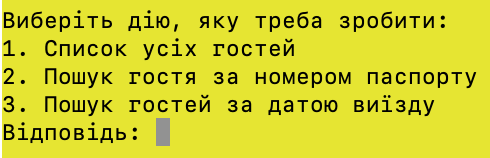 Виберіть дію, яку треба зробити:
1. Список усіх гостей
2. Пошук гостя за номером паспорту
3. Пошук гостей за датою виїзду
Відповідь: